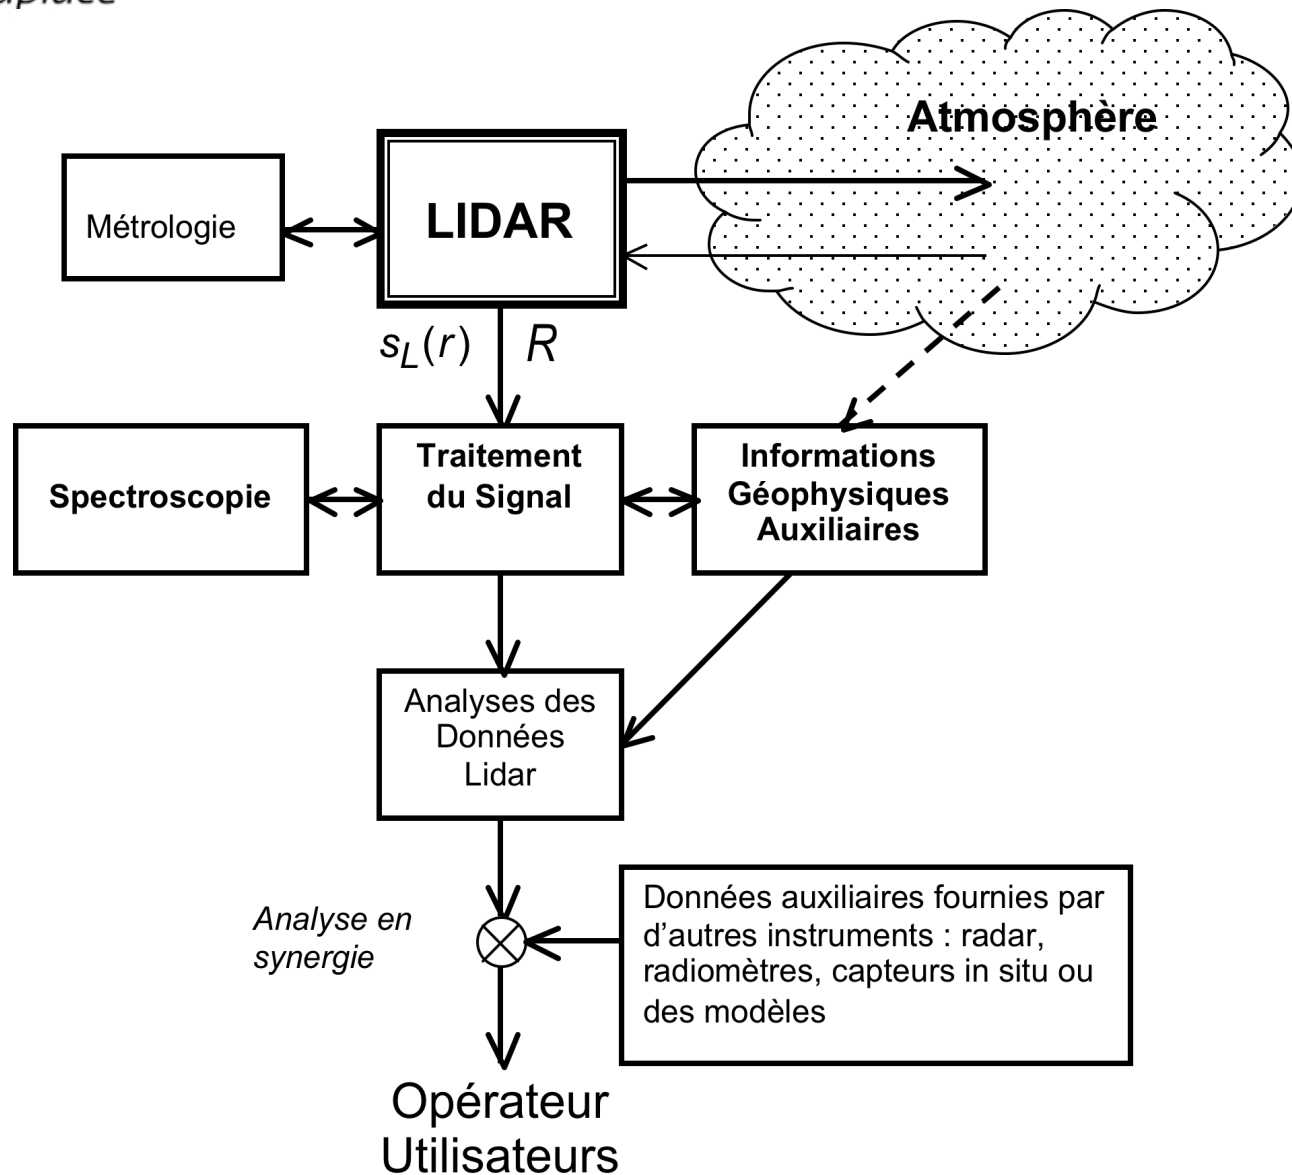 Atmosphère
Métrologie
LIDAR
s_L(r) R
Spectroscopie
Traitement
du Signal
Informations
Géophysiques
Auxiliaires
Analyses des
Données
Lidar
Analyse en
synergie
Données auxiliaires fournies par
d'autres instruments : radar,
radiomètres, capteurs in situ ou
des modèles
Opérateur
Utilisateurs